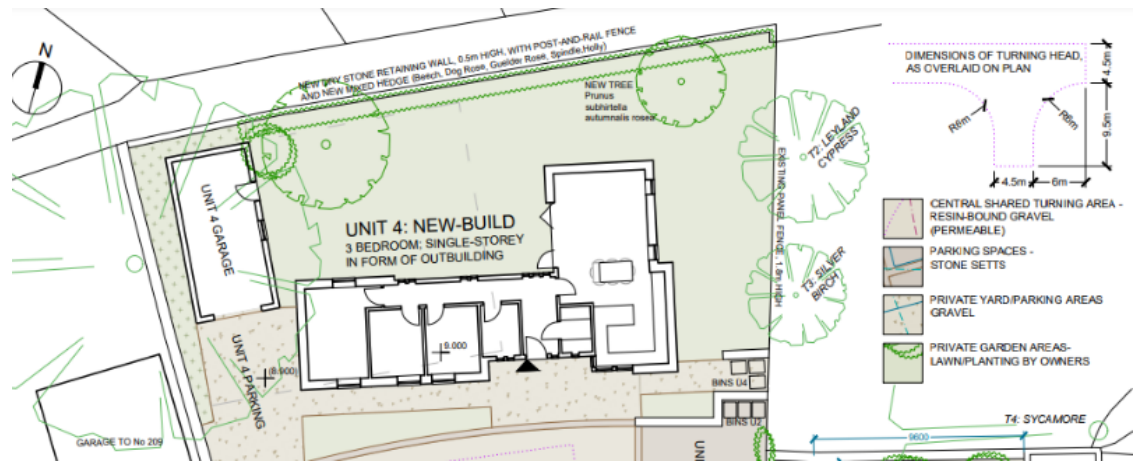 N
NEW DRY STONE RETAINING WALL, 0.5m HIGH, WITH POST-AND-RAIL FENCE
AND NEW MIXED HEDGE (Beech, Dog Rose, Guelder Rose, Spindle,Holly)
NEW TREE
Prunus
subhirtella
autumnalis rosea
T2: LEYLAND
CYPRESS
EXISTING PANEL FENCE, 1.8m HIGH
T3: SILVER
BIRCH
UNIT 4 GARAGE
UNIT 4: NEW-BUILD
3 BEDROOM; SINGLE-STOREY
IN FORM OF OUTBUILDING
9.000
UNIT 4 PARKING
(8.900)
GARAGE TO No 209
BINS U4
BINS U2
UNI
DIMENSIONS OF TURNING HEAD,
AS OVERLAID ON PLAN
4.5m
R6m
R6m
9.5m
4.5m
6m
CENTRAL SHARED TURNING AREA -
RESIN-BOUND GRAVEL
(PERMEABLE)
PARKING SPACES -
STONE SETTS
PRIVATE YARD/PARKING AREAS
GRAVEL
PRIVATE GARDEN AREAS-
LAWN/PLANTING BY OWNERS
T4: SYCAMORE
9600